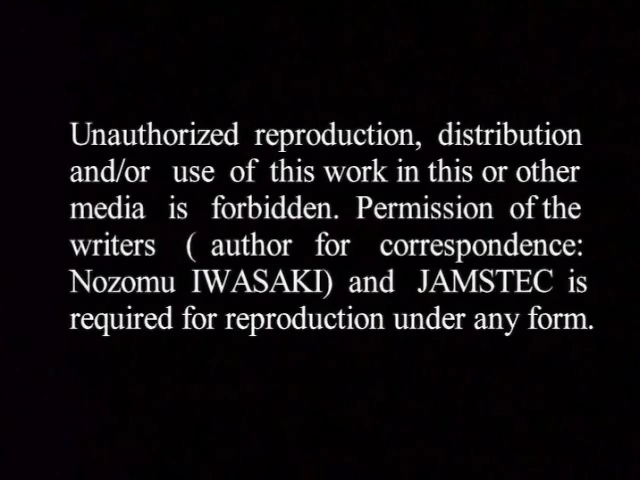 Unauthorized reproduction, distribution
and/or use of this work in this or other
media is forbidden. Permission of the
writers ( author for correspondence:
Nozomu IWASAKI) and JAMSTEC is
required for reproduction under any form.